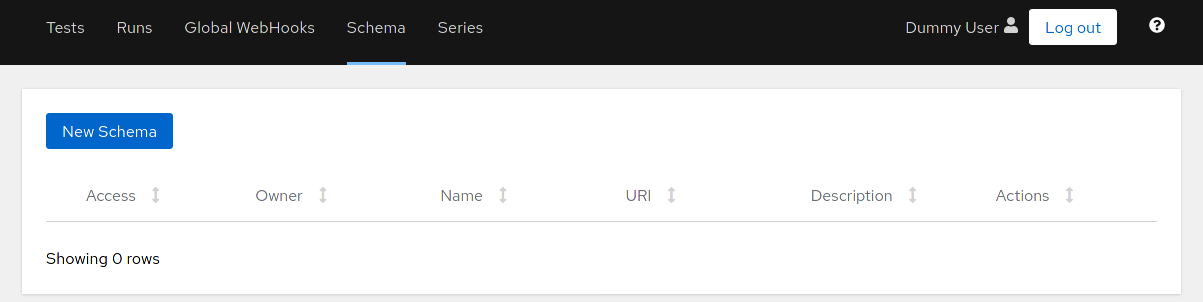 Tests Runs Global WebHooks Schema Series Dummy User Log out ?
New Schema
Access Owner Name URI Description Actions
Showing 0 rows